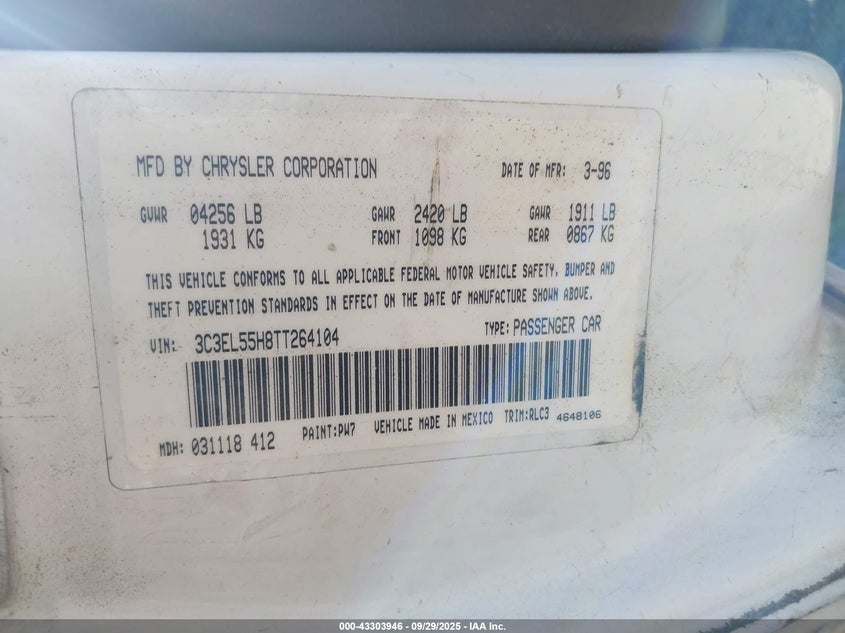 MFD BY CHRYSLER CORPORATION DATE OF MFR: 3-96
GVWR 04256 LB GAWR 2420 LB GAWR 1911 LB
1931 KG FRONT 1098 KG REAR 0867 KG
THIS VEHICLE CONFORMS TO ALL APPLICABLE FEDERAL MOTOR VEHICLE SAFETY, BUMPER AND
THEFT PREVENTION STANDARDS IN EFFECT ON THE DATE OF MANUFACTURE SHOWN ABOVE.
VIN: 3C3EL55H8TT264104 TYPE: PASSENGER CAR
MDH: 031118 412 PAINT:PW7 VEHICLE MADE IN MEXICO TRIM:RLC3 4648106
000-43303946 - 09/29/2025 - IAA Inc.